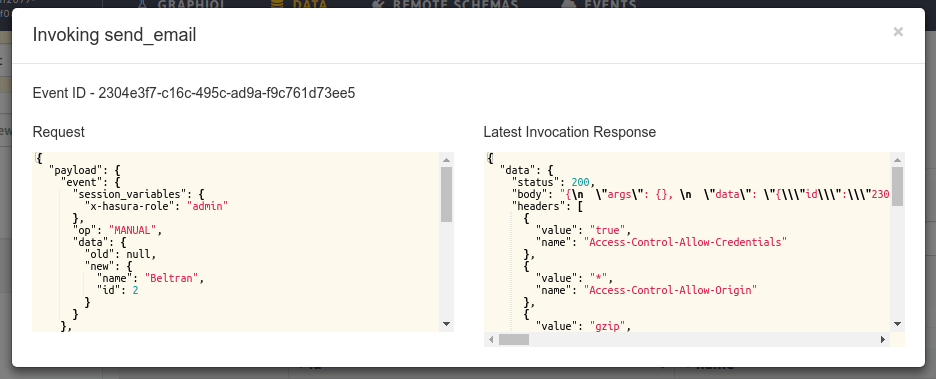 GRAPHIQL DATA REMOTE SCHEMAS EVENTS
Invoking send_email ×
Event ID - 2304e3f7-c16c-495c-ad9a-f9c761d73ee5
Request
{
"payload": {
"event": {
"session_variables": {
"x-hasura-role": "admin"
},
"op": "MANUAL",
"data": {
"old": null,
"new": {
"name": "Beltran",
"id": 2
}
}
},
Latest Invocation Response
{
"data": {
"status": 200,
"body": "{\n  \"args\": {}, \n  \"data\": \"{\\\"id\\\":\\\"230
"headers": [
{
"value": "true",
"name": "Access-Control-Allow-Credentials"
},
{
"value": "*",
"name": "Access-Control-Allow-Origin"
},
{
"value": "gzip",